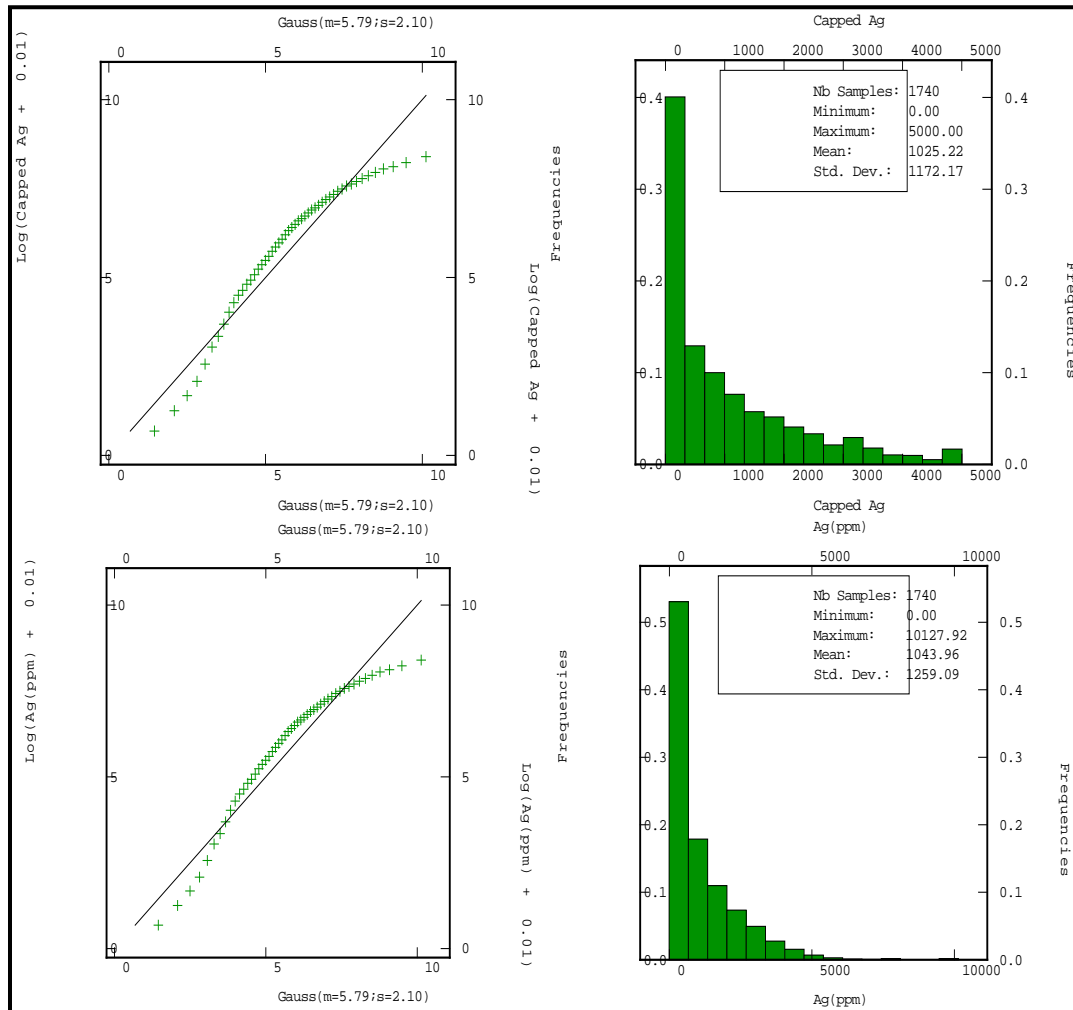 Gauss(m=5.79;s=2.10)
0 5 10
Log(Capped Ag + 0.01)
10 10
5 5
0 0
Log(Capped Ag + 0.01)
0 5 10
Gauss(m=5.79;s=2.10)
Capped Ag
0 1000 2000 3000 4000 5000
Nb Samples: 1740
Minimum: 0.00
Maximum: 5000.00
Mean: 1025.22
Std. Dev.: 1172.17
Frequencies
0.4 0.4
0.3 0.3
0.2 0.2
0.1 0.1
0.0 0.0
Frequencies
0 1000 2000 3000 4000 5000
Capped Ag
Gauss(m=5.79;s=2.10)
0 5 10
Log(Ag(ppm) + 0.01)
10 10
5 5
0 0
Log(Ag(ppm) + 0.01)
0 5 10
Gauss(m=5.79;s=2.10)
Ag(ppm)
0 5000 10000
Nb Samples: 1740
Minimum: 0.00
Maximum: 10127.92
Mean: 1043.96
Std. Dev.: 1259.09
Frequencies
0.5 0.5
0.4 0.4
0.3 0.3
0.2 0.2
0.1 0.1
0.0 0.0
Frequencies
0 5000 10000
Ag(ppm)